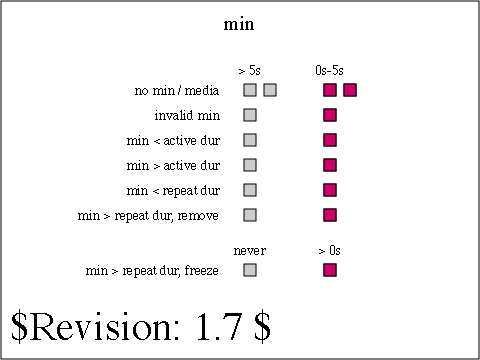 min
> 5s 0s-5s
no min / media
invalid min
min < active dur
min > active dur
min < repeat dur
min > repeat dur, remove
never > 0s
min > repeat dur, freeze
$Revision: 1.7 $